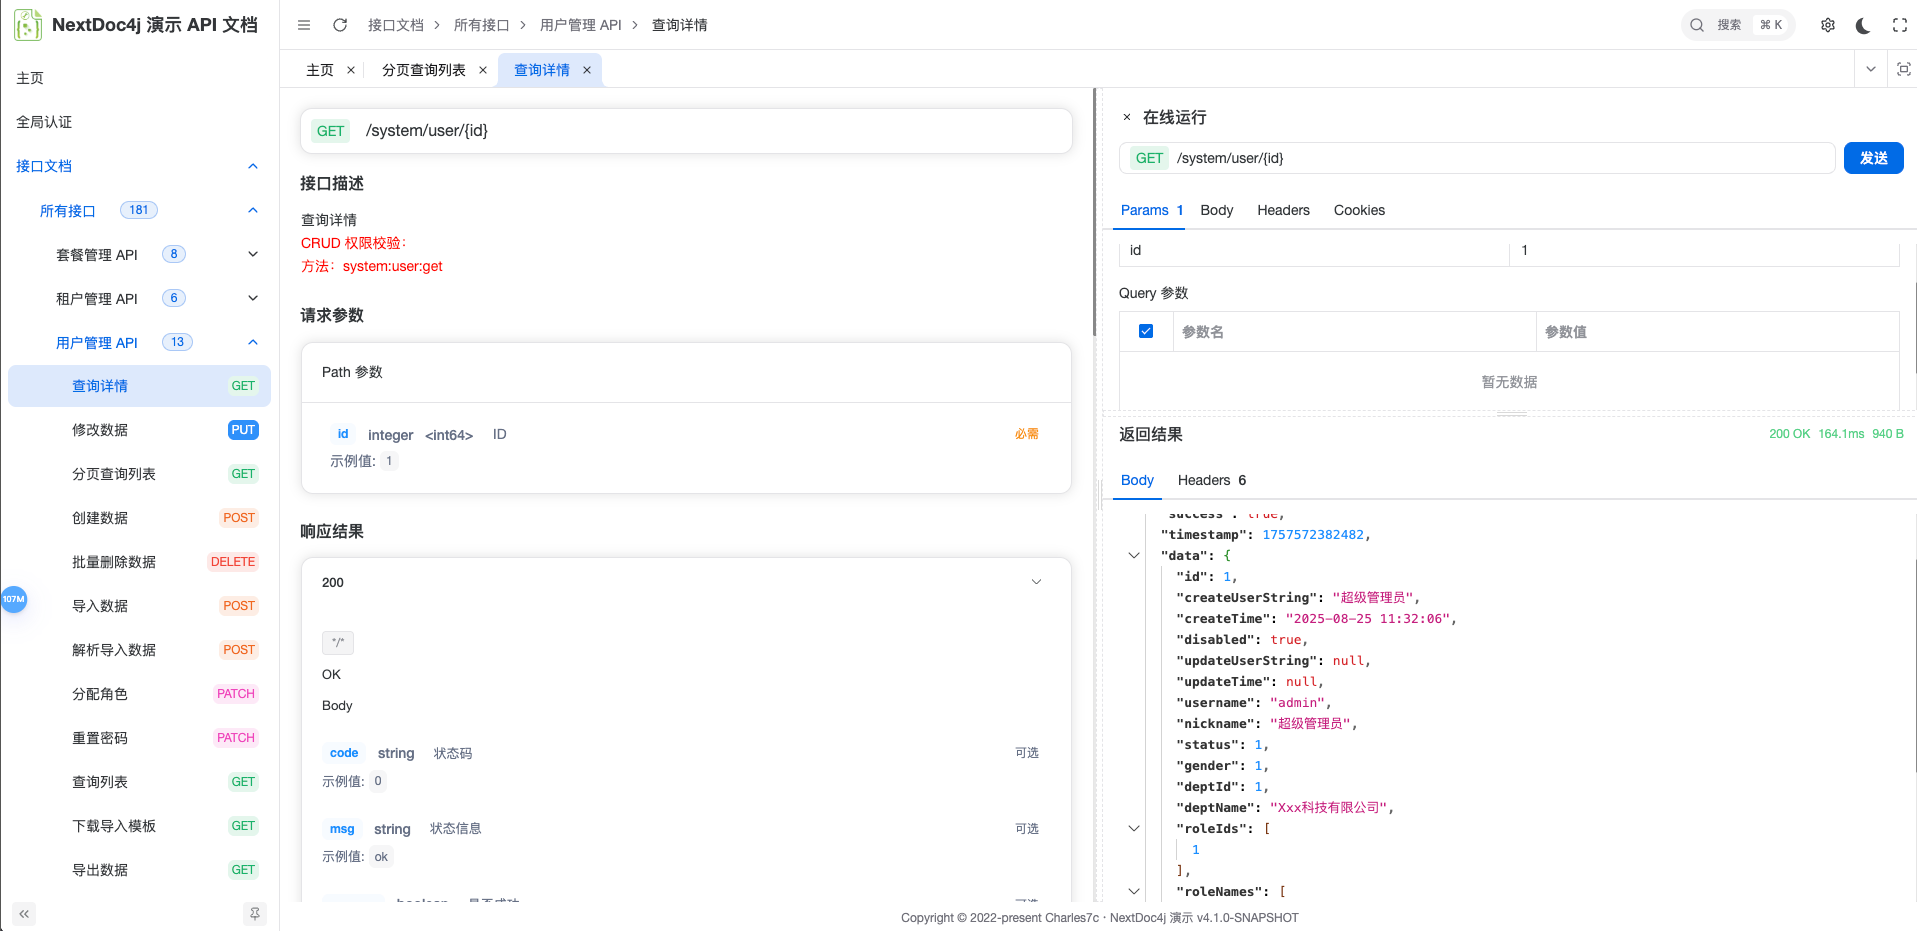 NextDoc4j 演示 API 文档
主页
全局认证
接口文档
所有接口 181
套餐管理 API 8
租户管理 API 6
用户管理 API 13
查询详情 GET
修改数据 PUT
分页查询列表 GET
创建数据 POST
批量删除数据 DELETE
导入数据 POST
解析导入数据 POST
分配角色 PATCH
重置密码 PATCH
查询列表 GET
下载导入模板 GET
导出数据 GET
107M
接口文档 > 所有接口 > 用户管理 API > 查询详情
搜索 ⌘ K
主页 × 分页查询列表 × 查询详情 ×
GET /system/user/{id}
接口描述
查询详情
CRUD 权限校验：
方法：system:user:get
请求参数
Path 参数
id integer <int64> ID 必需
示例值: 1
响应结果
200
*/*
OK
Body
code string 状态码 可选
示例值: 0
msg string 状态信息 可选
示例值: ok
boolean 是否成功 可选
× 在线运行
GET /system/user/{id} 发送
Params 1 Body Headers Cookies
id 1
Query 参数
参数名 参数值
暂无数据
返回结果 200 OK 164.1ms 940 B
Body Headers 6
"success": true,
"timestamp": 1757572382482,
"data": {
"id": 1,
"createUserString": "超级管理员",
"createTime": "2025-08-25 11:32:06",
"disabled": true,
"updateUserString": null,
"updateTime": null,
"username": "admin",
"nickname": "超级管理员",
"status": 1,
"gender": 1,
"deptId": 1,
"deptName": "Xxx科技有限公司",
"roleIds": [
1
],
"roleNames": [
Copyright © 2022-present Charles7c · NextDoc4j 演示 v4.1.0-SNAPSHOT